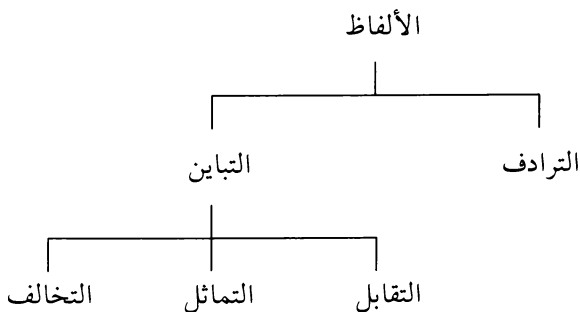 الألفاظ
الترادف التباين
التقابل التماثل التخالف